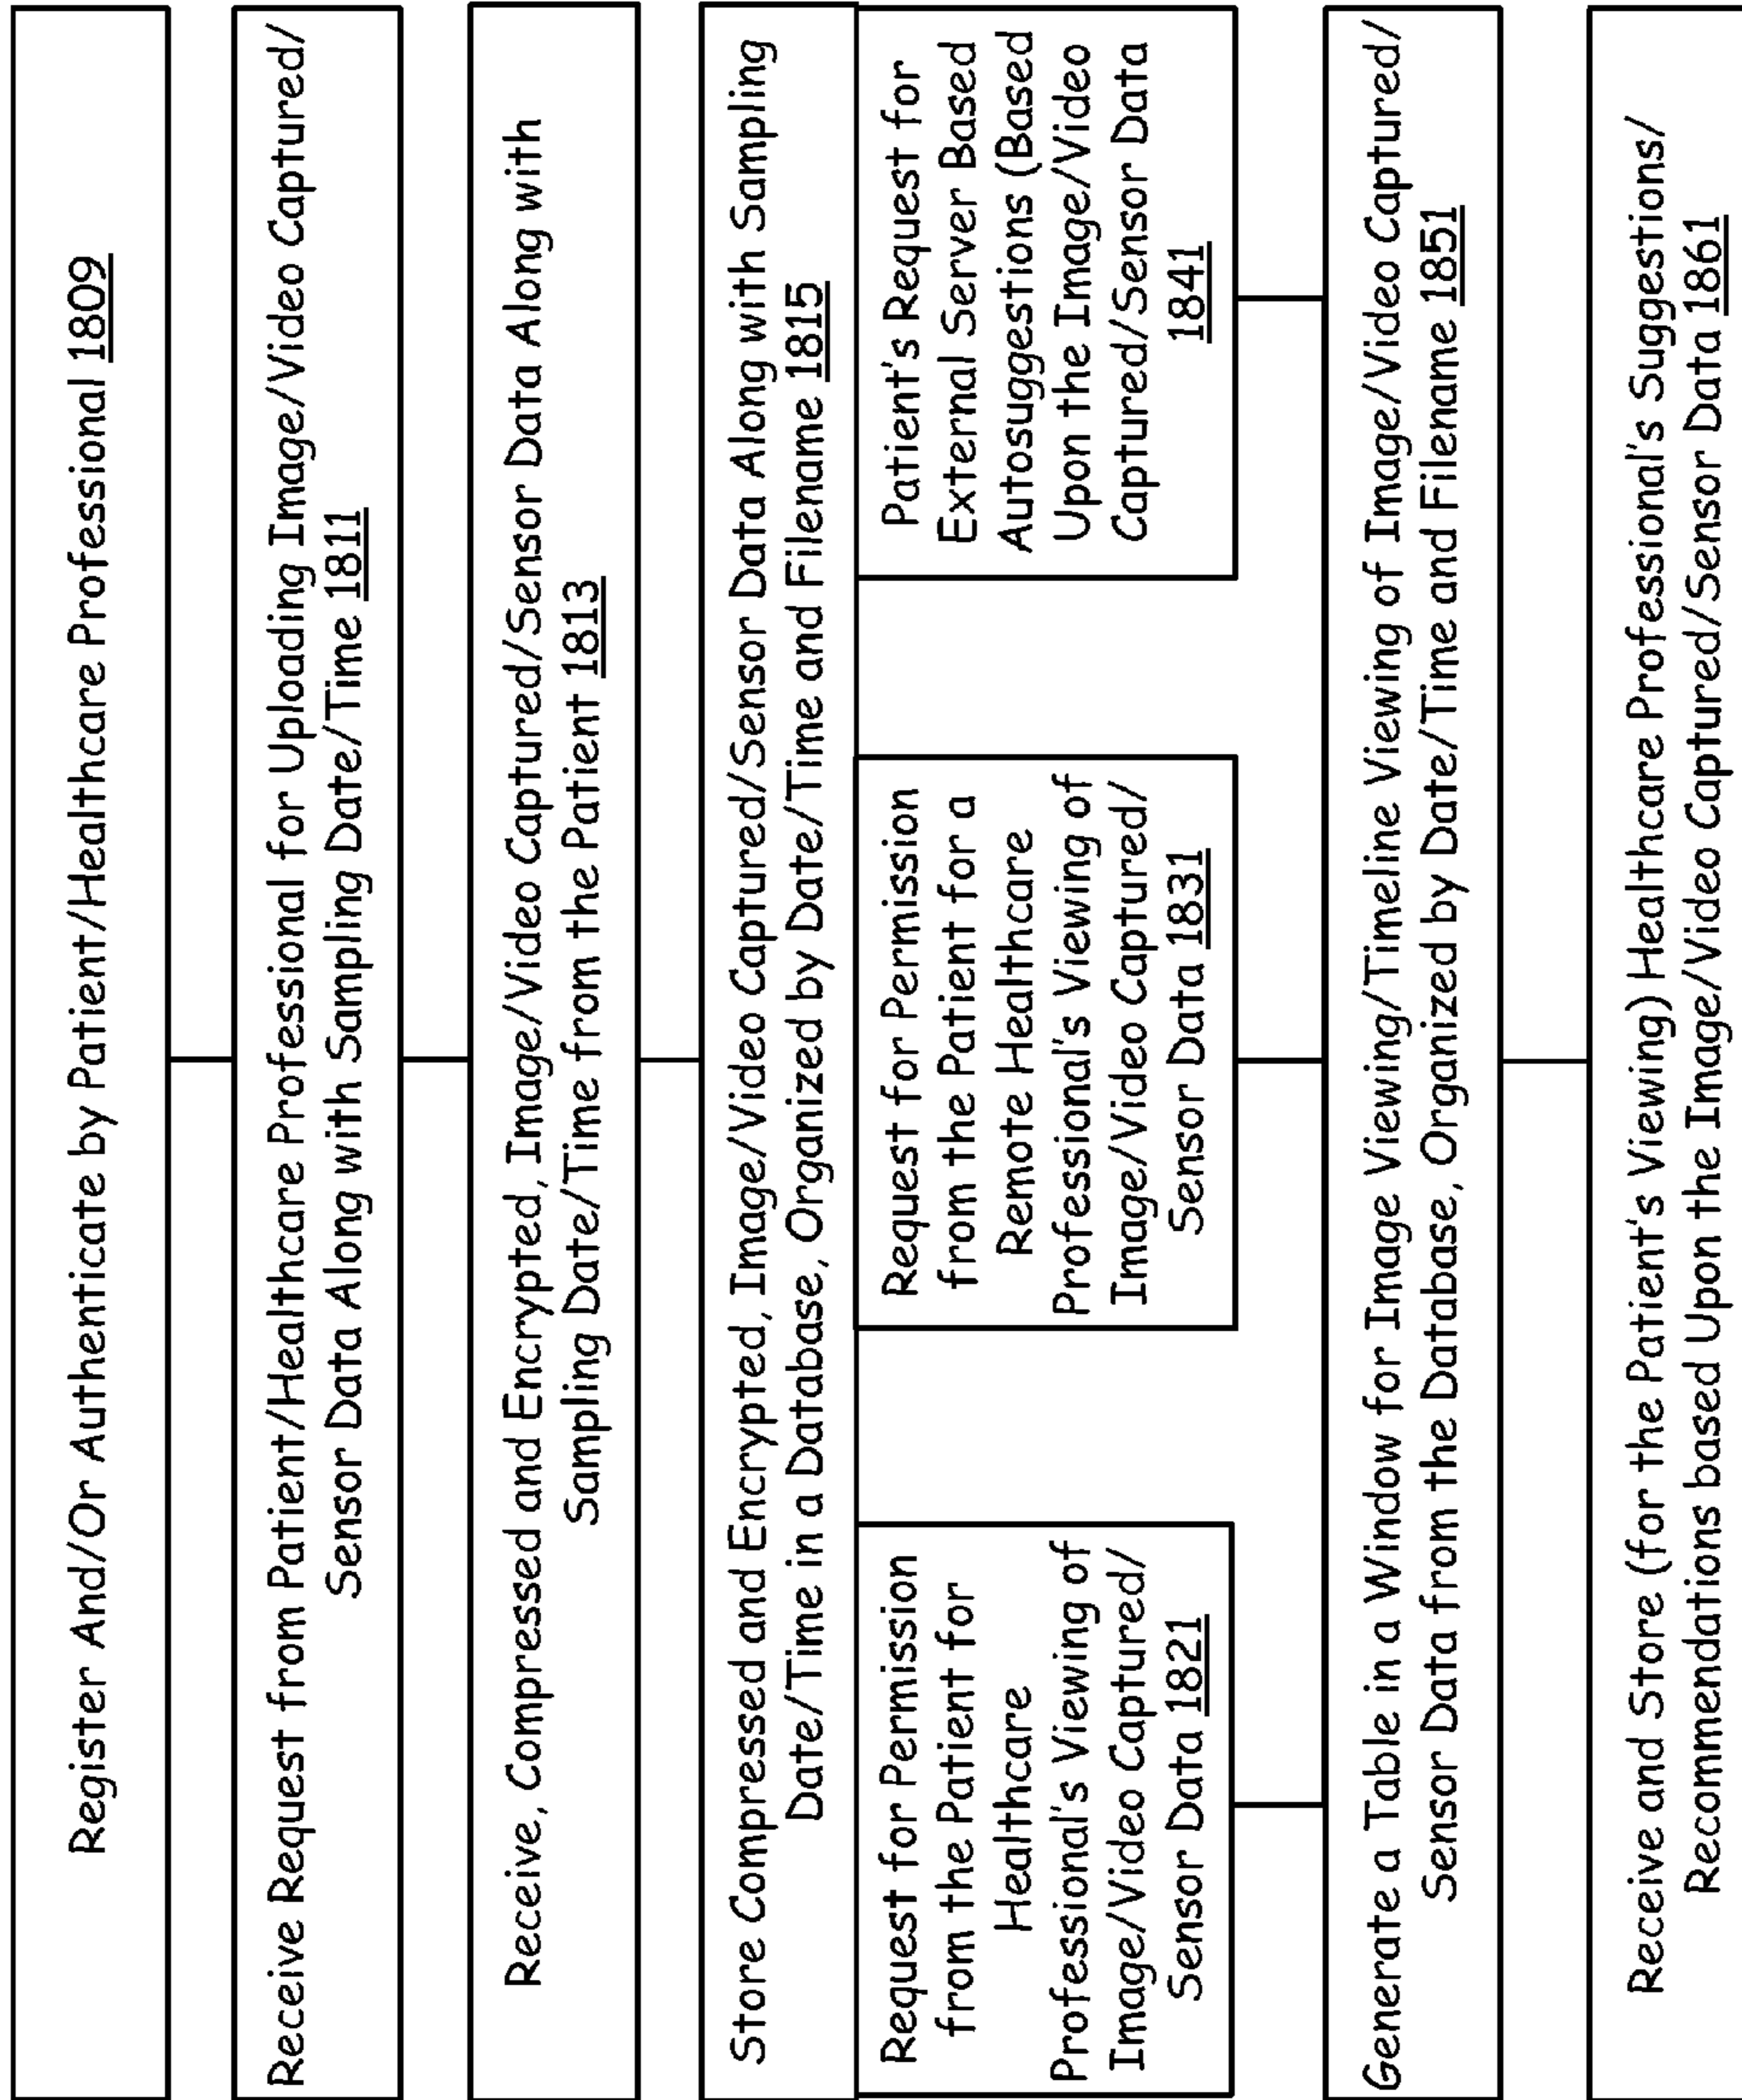 Register And/Or Authenticate by Patient/Healthcare Professional 1809
Receive Request from Patient/Healthcare Professional for Uploading Image/Video Captured/
Sensor Data Along with Sampling Date/Time 1811
Receive, Compressed and Encrypted, Image/Video Captured/Sensor Data Along with
Sampling Date/Time from the Patient 1813
Store Compressed and Encrypted, Image/Video Captured/Sensor Data Along with Sampling
Date/Time in a Database, Organized by Date/Time and Filename 1815
Request for Permission
from the Patient for
Healthcare
Professional's Viewing of
Image/Video Captured/
Sensor Data 1821
Request for Permission
from the Patient for a
Remote Healthcare
Professional's Viewing of
Image/Video Captured/
Sensor Data 1831
Patient's Request for
External Server Based
Autosuggestions (Based
Upon the Image/Video
Captured/Sensor Data
1841
Generate a Table in a Window for Image Viewing/Timeline Viewing of Image/Video Captured/
Sensor Data from the Database, Organized by Date/Time and Filename 1851
Receive and Store (for the Patient's Viewing) Healthcare Professional's Suggestions/
Recommendations based Upon the Image/Video Captured/Sensor Data 1861